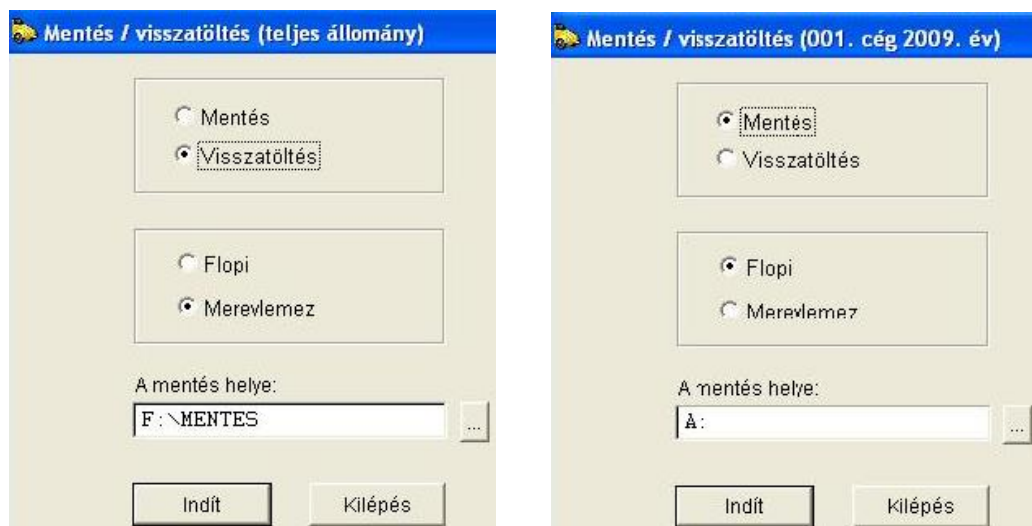 Mentés / visszatöltés (teljes állomány)
Mentés
Visszatöltés
Flopi
Merevlemez
A mentés helye:
F:\MENTES
...
Indít
Kilépés
Mentés / visszatöltés (001. cég 2009. év)
Mentés
Visszatöltés
Flopi
Merevlemez
A mentés helye:
A:
...
Indít
Kilépés